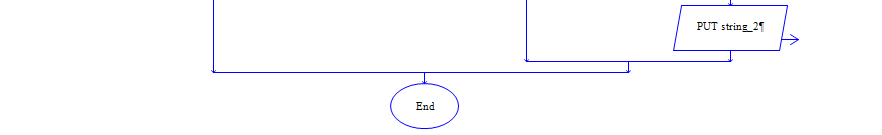 PUT string_2¶
End